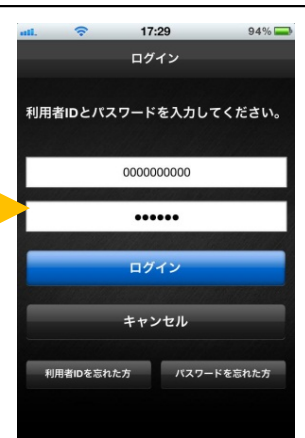 17:29 94%
ログイン
利用者IDとパスワードを入力してください。
0000000000
●●●●●●
ログイン
キャンセル
利用者IDを忘れた方 パスワードを忘れた方